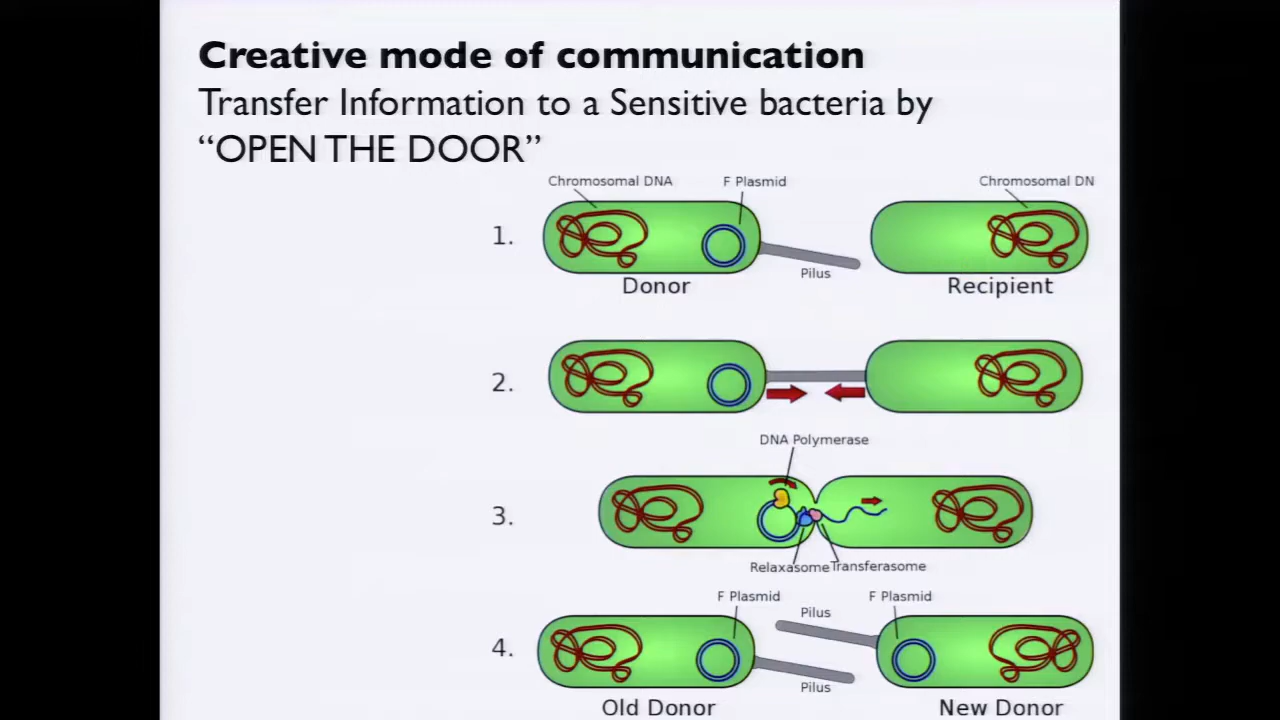 Creative mode of communication
Transfer Information to a Sensitive bacteria by
“OPEN THE DOOR”
Chromosomal DNA F Plasmid Chromosomal DN
1.
Pilus
Donor Recipient
2.
DNA Polymerase
3.
Relaxasome Transferasome
F Plasmid Pilus F Plasmid
4.
Pilus
Old Donor New Donor